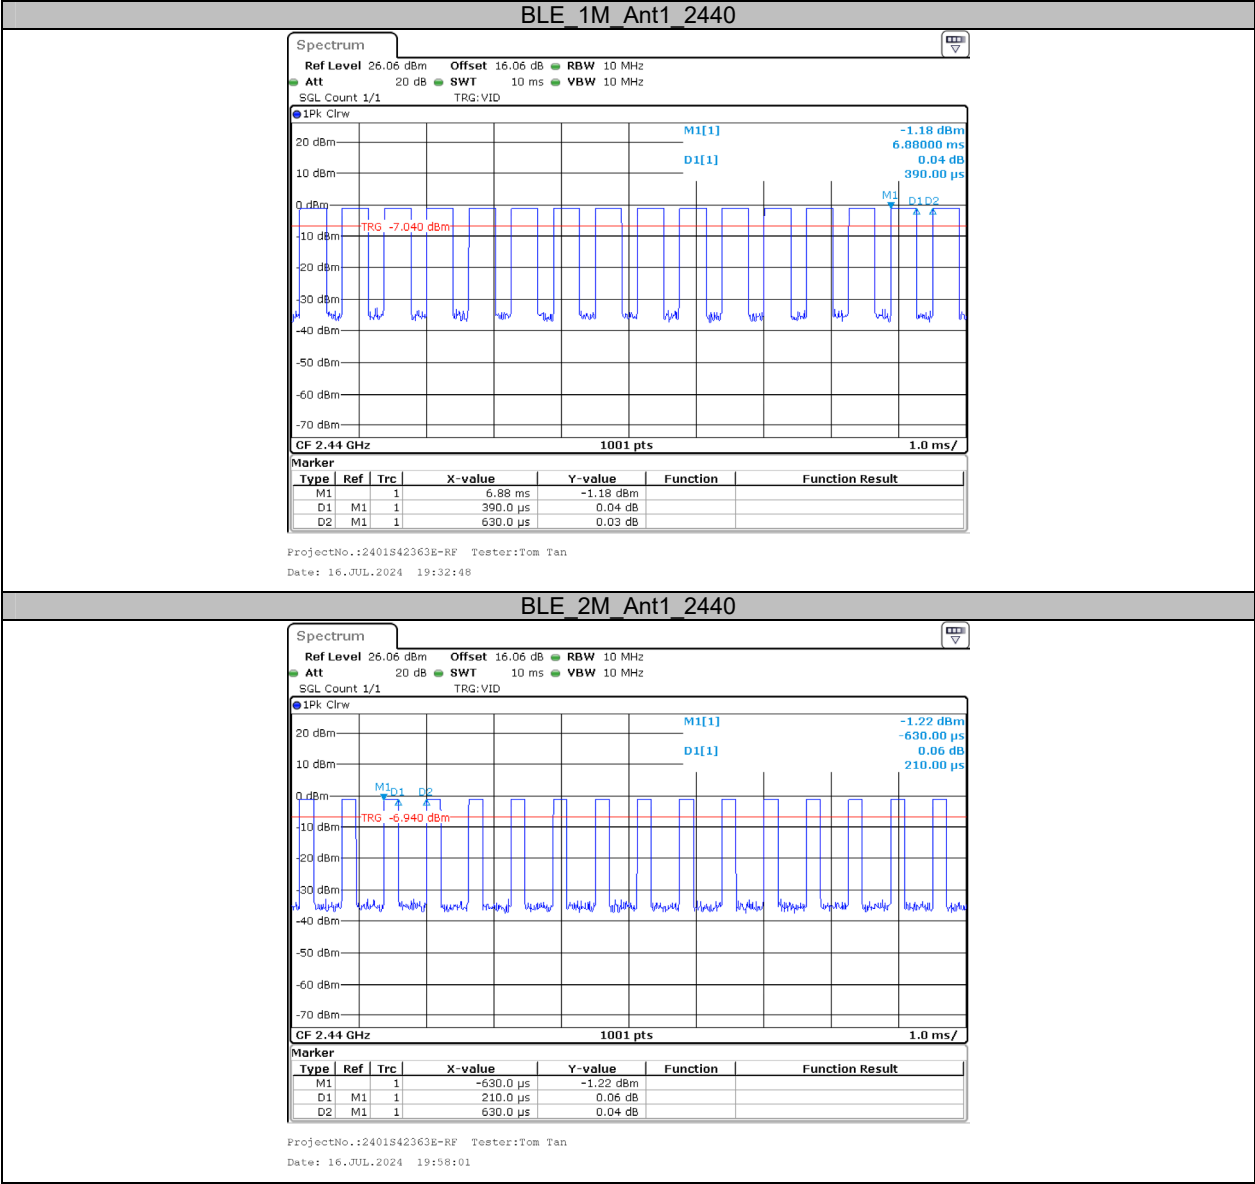 BLE_1M_Ant1_2440
Spectrum
Ref Level 26.06 dBm Offset 16.06 dB RBW 10 MHz
Att 20 dB SWT 10 ms VBW 10 MHz
SGL Count 1/1 TRG:VID
1Pk Clrw
M1[1] -1.18 dBm
6.88000 ms
D1[1] 0.04 dB
390.00 µs
20 dBm
10 dBm
0 dBm
M1 D1 D2
TRG -7.040 dBm
-10 dBm
-20 dBm
-30 dBm
-40 dBm
-50 dBm
-60 dBm
-70 dBm
CF 2.44 GHz 1001 pts 1.0 ms/
Marker
Type Ref Trc X-value Y-value Function Function Result
M1 1 6.88 ms -1.18 dBm
D1 M1 1 390.0 µs 0.04 dB
D2 M1 1 630.0 µs 0.03 dB
ProjectNo.:2401S42363E-RF Tester:Tom Tan
Date: 16.JUL.2024 19:32:48
BLE_2M_Ant1_2440
Spectrum
Ref Level 26.06 dBm Offset 16.06 dB RBW 10 MHz
Att 20 dB SWT 10 ms VBW 10 MHz
SGL Count 1/1 TRG:VID
1Pk Clrw
M1[1] -1.22 dBm
-630.00 µs
D1[1] 0.06 dB
210.00 µs
20 dBm
10 dBm
0 dBm
M1 D1 D2
TRG -6.940 dBm
-10 dBm
-20 dBm
-30 dBm
-40 dBm
-50 dBm
-60 dBm
-70 dBm
CF 2.44 GHz 1001 pts 1.0 ms/
Marker
Type Ref Trc X-value Y-value Function Function Result
M1 1 -630.0 µs -1.22 dBm
D1 M1 1 210.0 µs 0.06 dB
D2 M1 1 630.0 µs 0.04 dB
ProjectNo.:2401S42363E-RF Tester:Tom Tan
Date: 16.JUL.2024 19:58:01